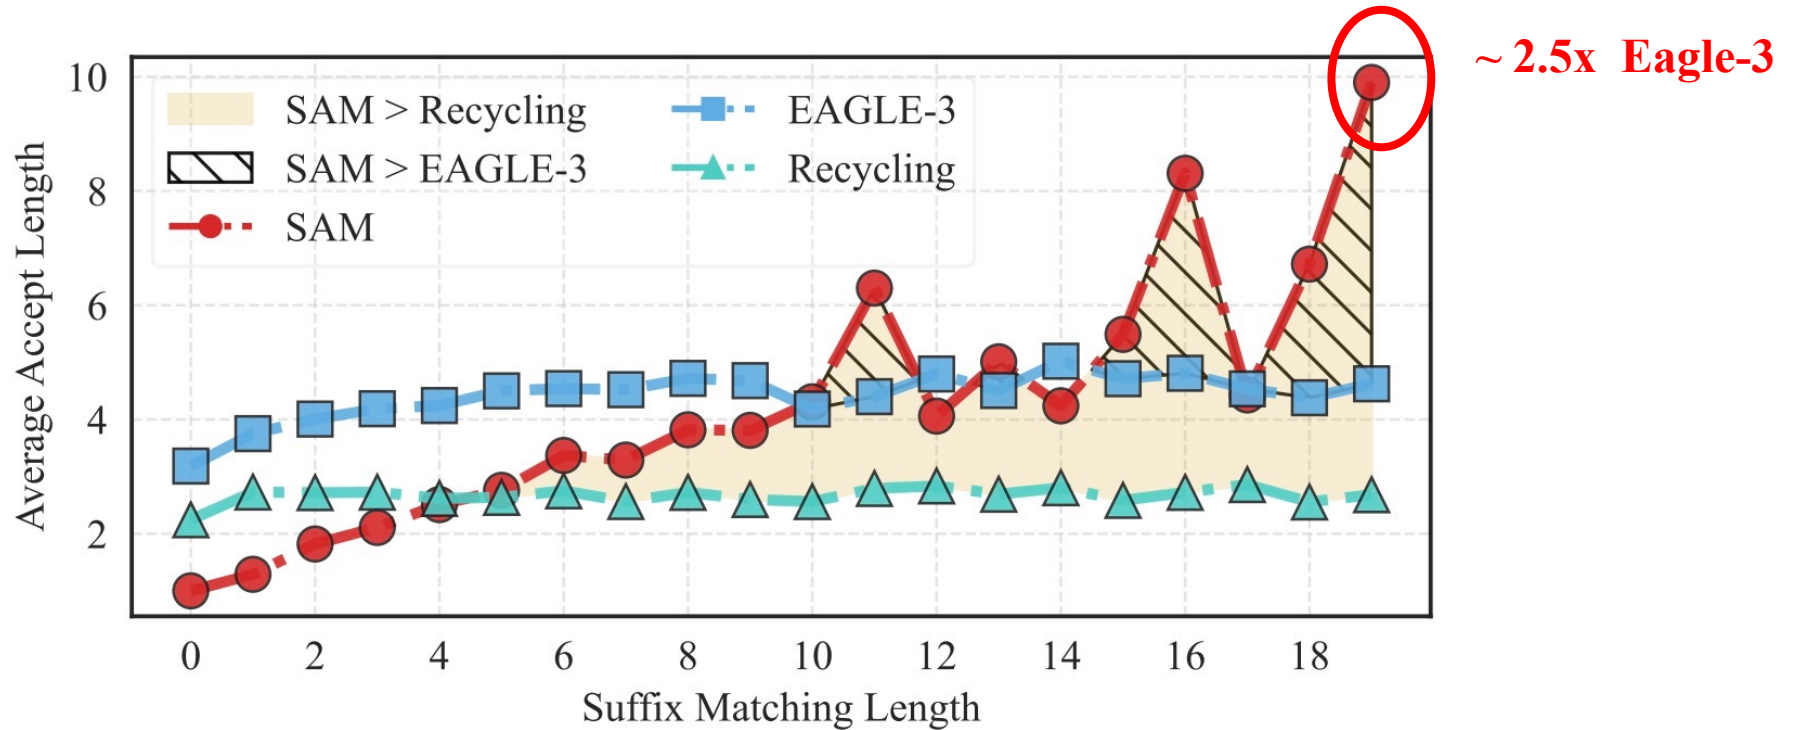 ~ 2.5x Eagle-3
10
8
6
4
2
Average Accept Length
SAM > Recycling
SAM > EAGLE-3
SAM
EAGLE-3
Recycling
0 2 4 6 8 10 12 14 16 18
Suffix Matching Length